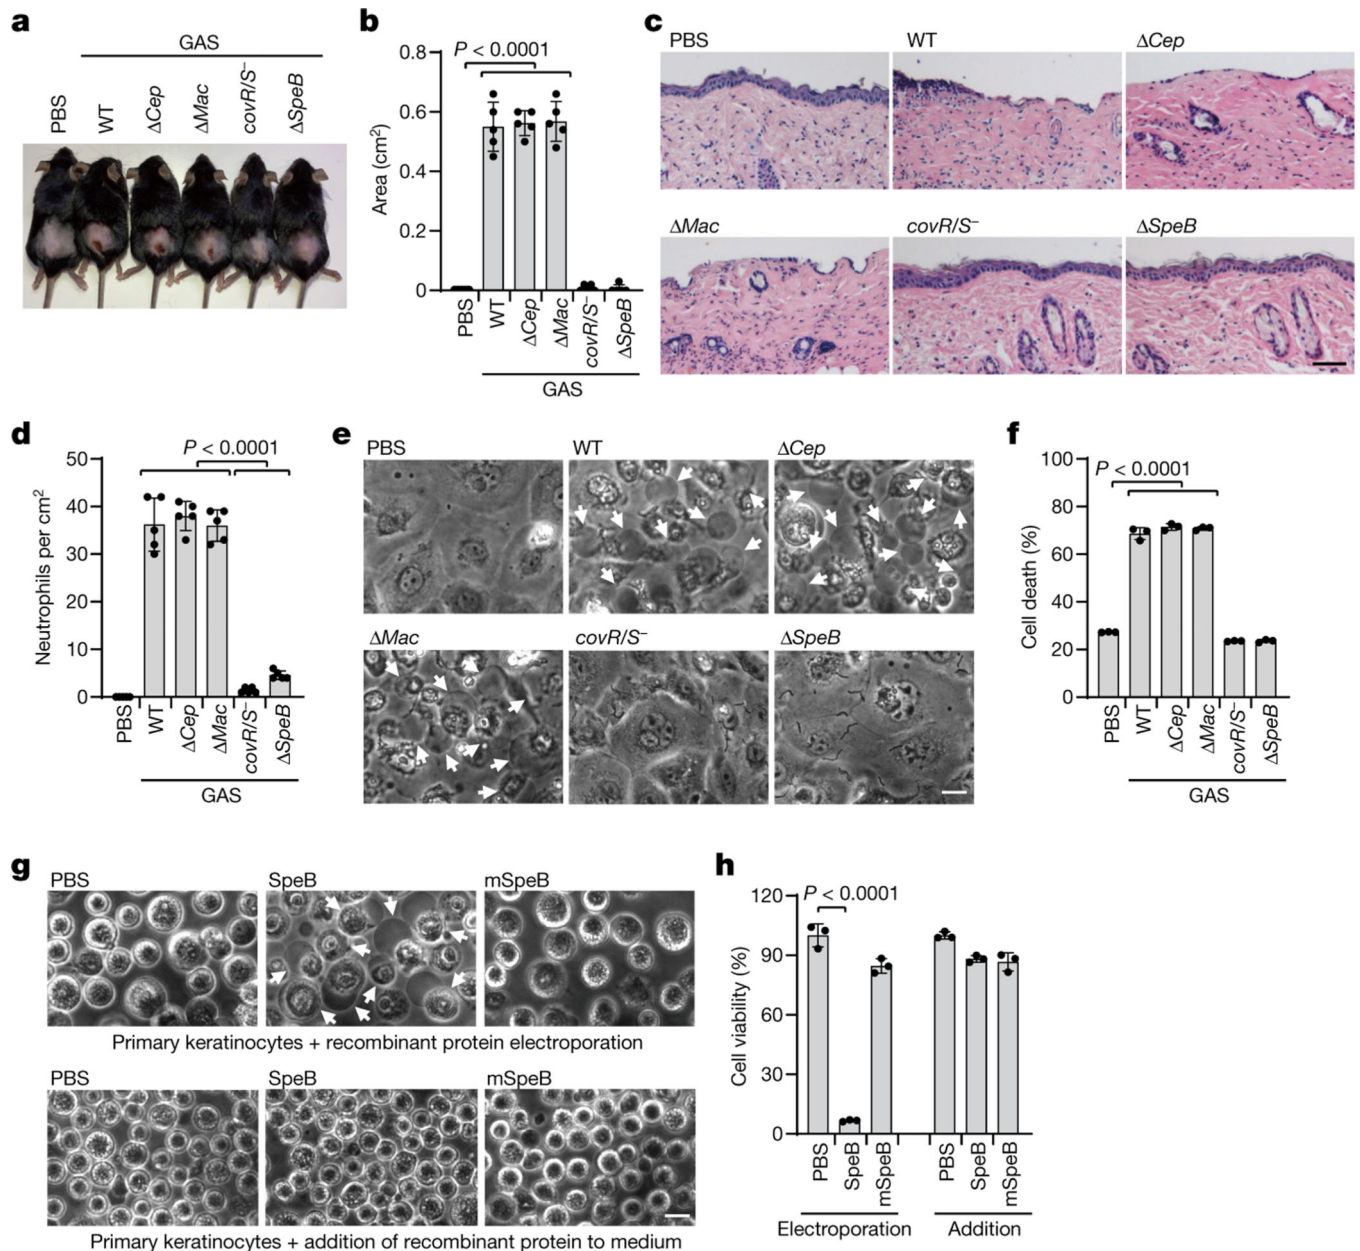 a
GAS
PBS
WT
ΔCep
ΔMac
covR/S–
ΔSpeB
b
0.8
0.6
0.4
0.2
0
Area (cm2)
P < 0.0001
PBS
WT
ΔCep
ΔMac
covR/S–
ΔSpeB
GAS
c
PBS
WT
ΔCep
ΔMac
covR/S–
ΔSpeB
d
50
40
30
20
10
0
Neutrophils per cm2
P < 0.0001
PBS
WT
ΔCep
ΔMac
covR/S–
ΔSpeB
GAS
e
PBS
WT
ΔCep
ΔMac
covR/S–
ΔSpeB
f
100
80
60
40
20
0
Cell death (%)
P < 0.0001
PBS
WT
ΔCep
ΔMac
covR/S–
ΔSpeB
GAS
g
PBS
SpeB
mSpeB
Primary keratinocytes + recombinant protein electroporation
PBS
SpeB
mSpeB
Primary keratinocytes + addition of recombinant protein to medium
h
120
90
60
30
0
Cell viability (%)
P < 0.0001
PBS
SpeB
mSpeB
Electroporation
PBS
SpeB
mSpeB
Addition